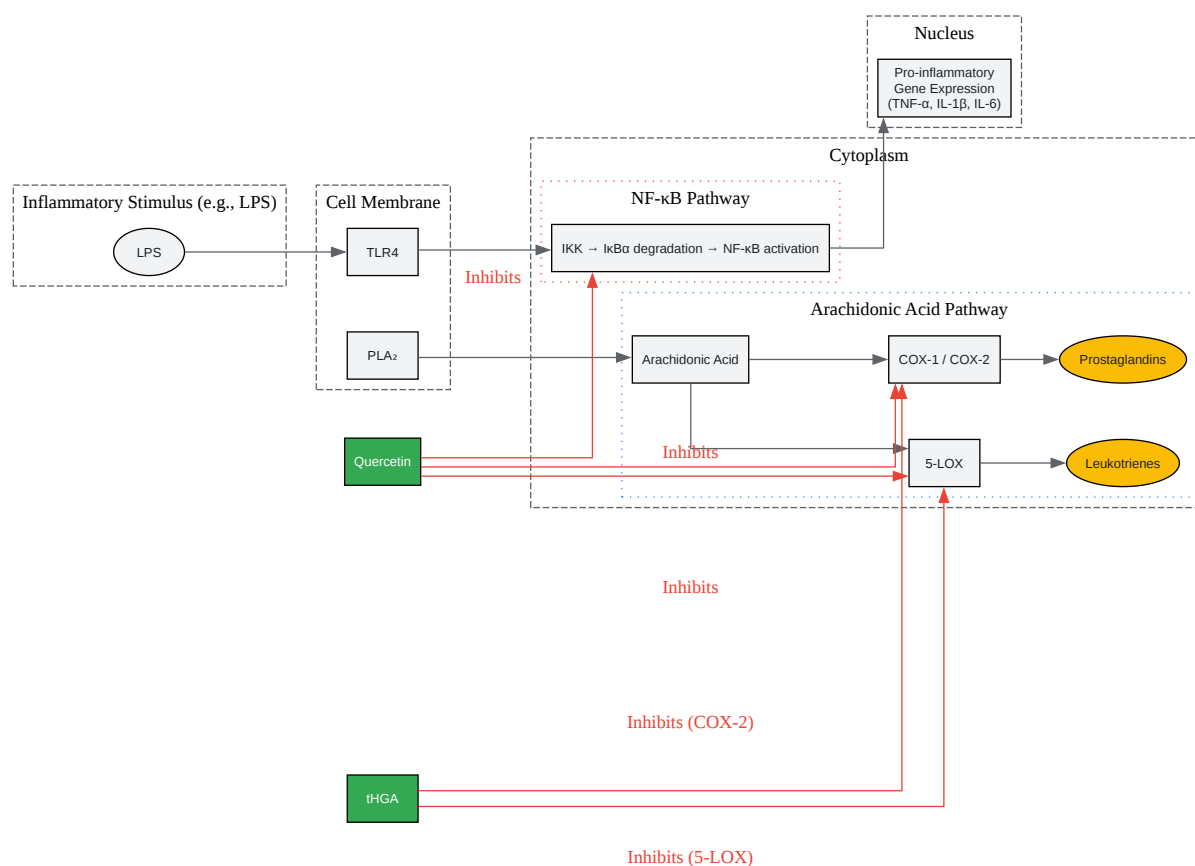 Nucleus
Pro-inflammatory
Gene Expression
(TNF-α, IL-1β, IL-6)
Cytoplasm
Inflammatory Stimulus (e.g., LPS)
Cell Membrane
NF-κB Pathway
LPS
TLR4
IKK → IκBα degradation → NF-κB activation
Inhibits
Arachidonic Acid Pathway
PLA₂
Arachidonic Acid
COX-1 / COX-2
Prostaglandins
Quercetin
Inhibits
5-LOX
Leukotrienes
Inhibits
Inhibits (COX-2)
tHGA
Inhibits (5-LOX)